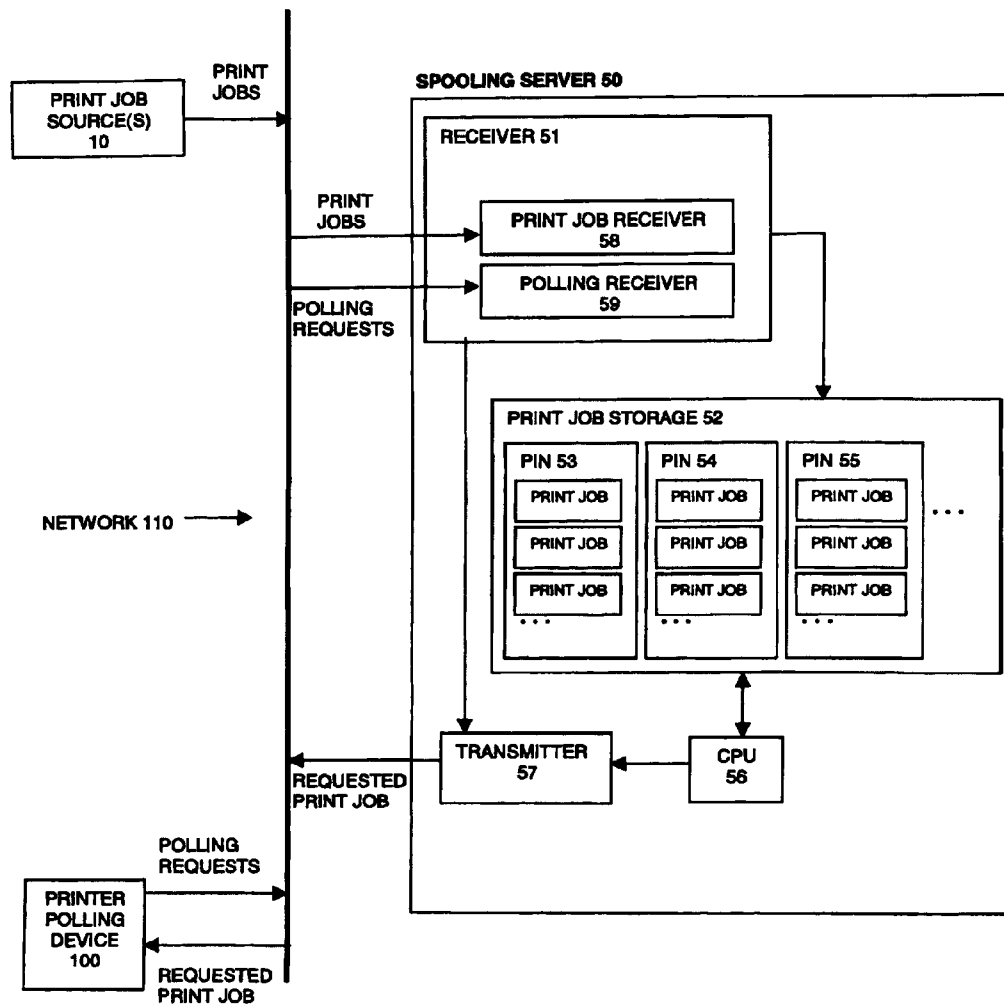 PRINT JOB
SOURCE(S)
10
PRINT
JOBS
SPOOLING SERVER 50
RECEIVER 51
PRINT
JOBS
PRINT JOB RECEIVER
58
POLLING RECEIVER
59
POLLING
REQUESTS
PRINT JOB STORAGE 52
PIN 53
PRINT JOB
PRINT JOB
PRINT JOB
• • •
PIN 54
PRINT JOB
PRINT JOB
PRINT JOB
• • •
PIN 55
PRINT JOB
PRINT JOB
PRINT JOB
• • •
• • •
NETWORK 110
TRANSMITTER
57
CPU
56
REQUESTED
PRINT JOB
POLLING
REQUESTS
PRINTER
POLLING
DEVICE
100
REQUESTED
PRINT JOB